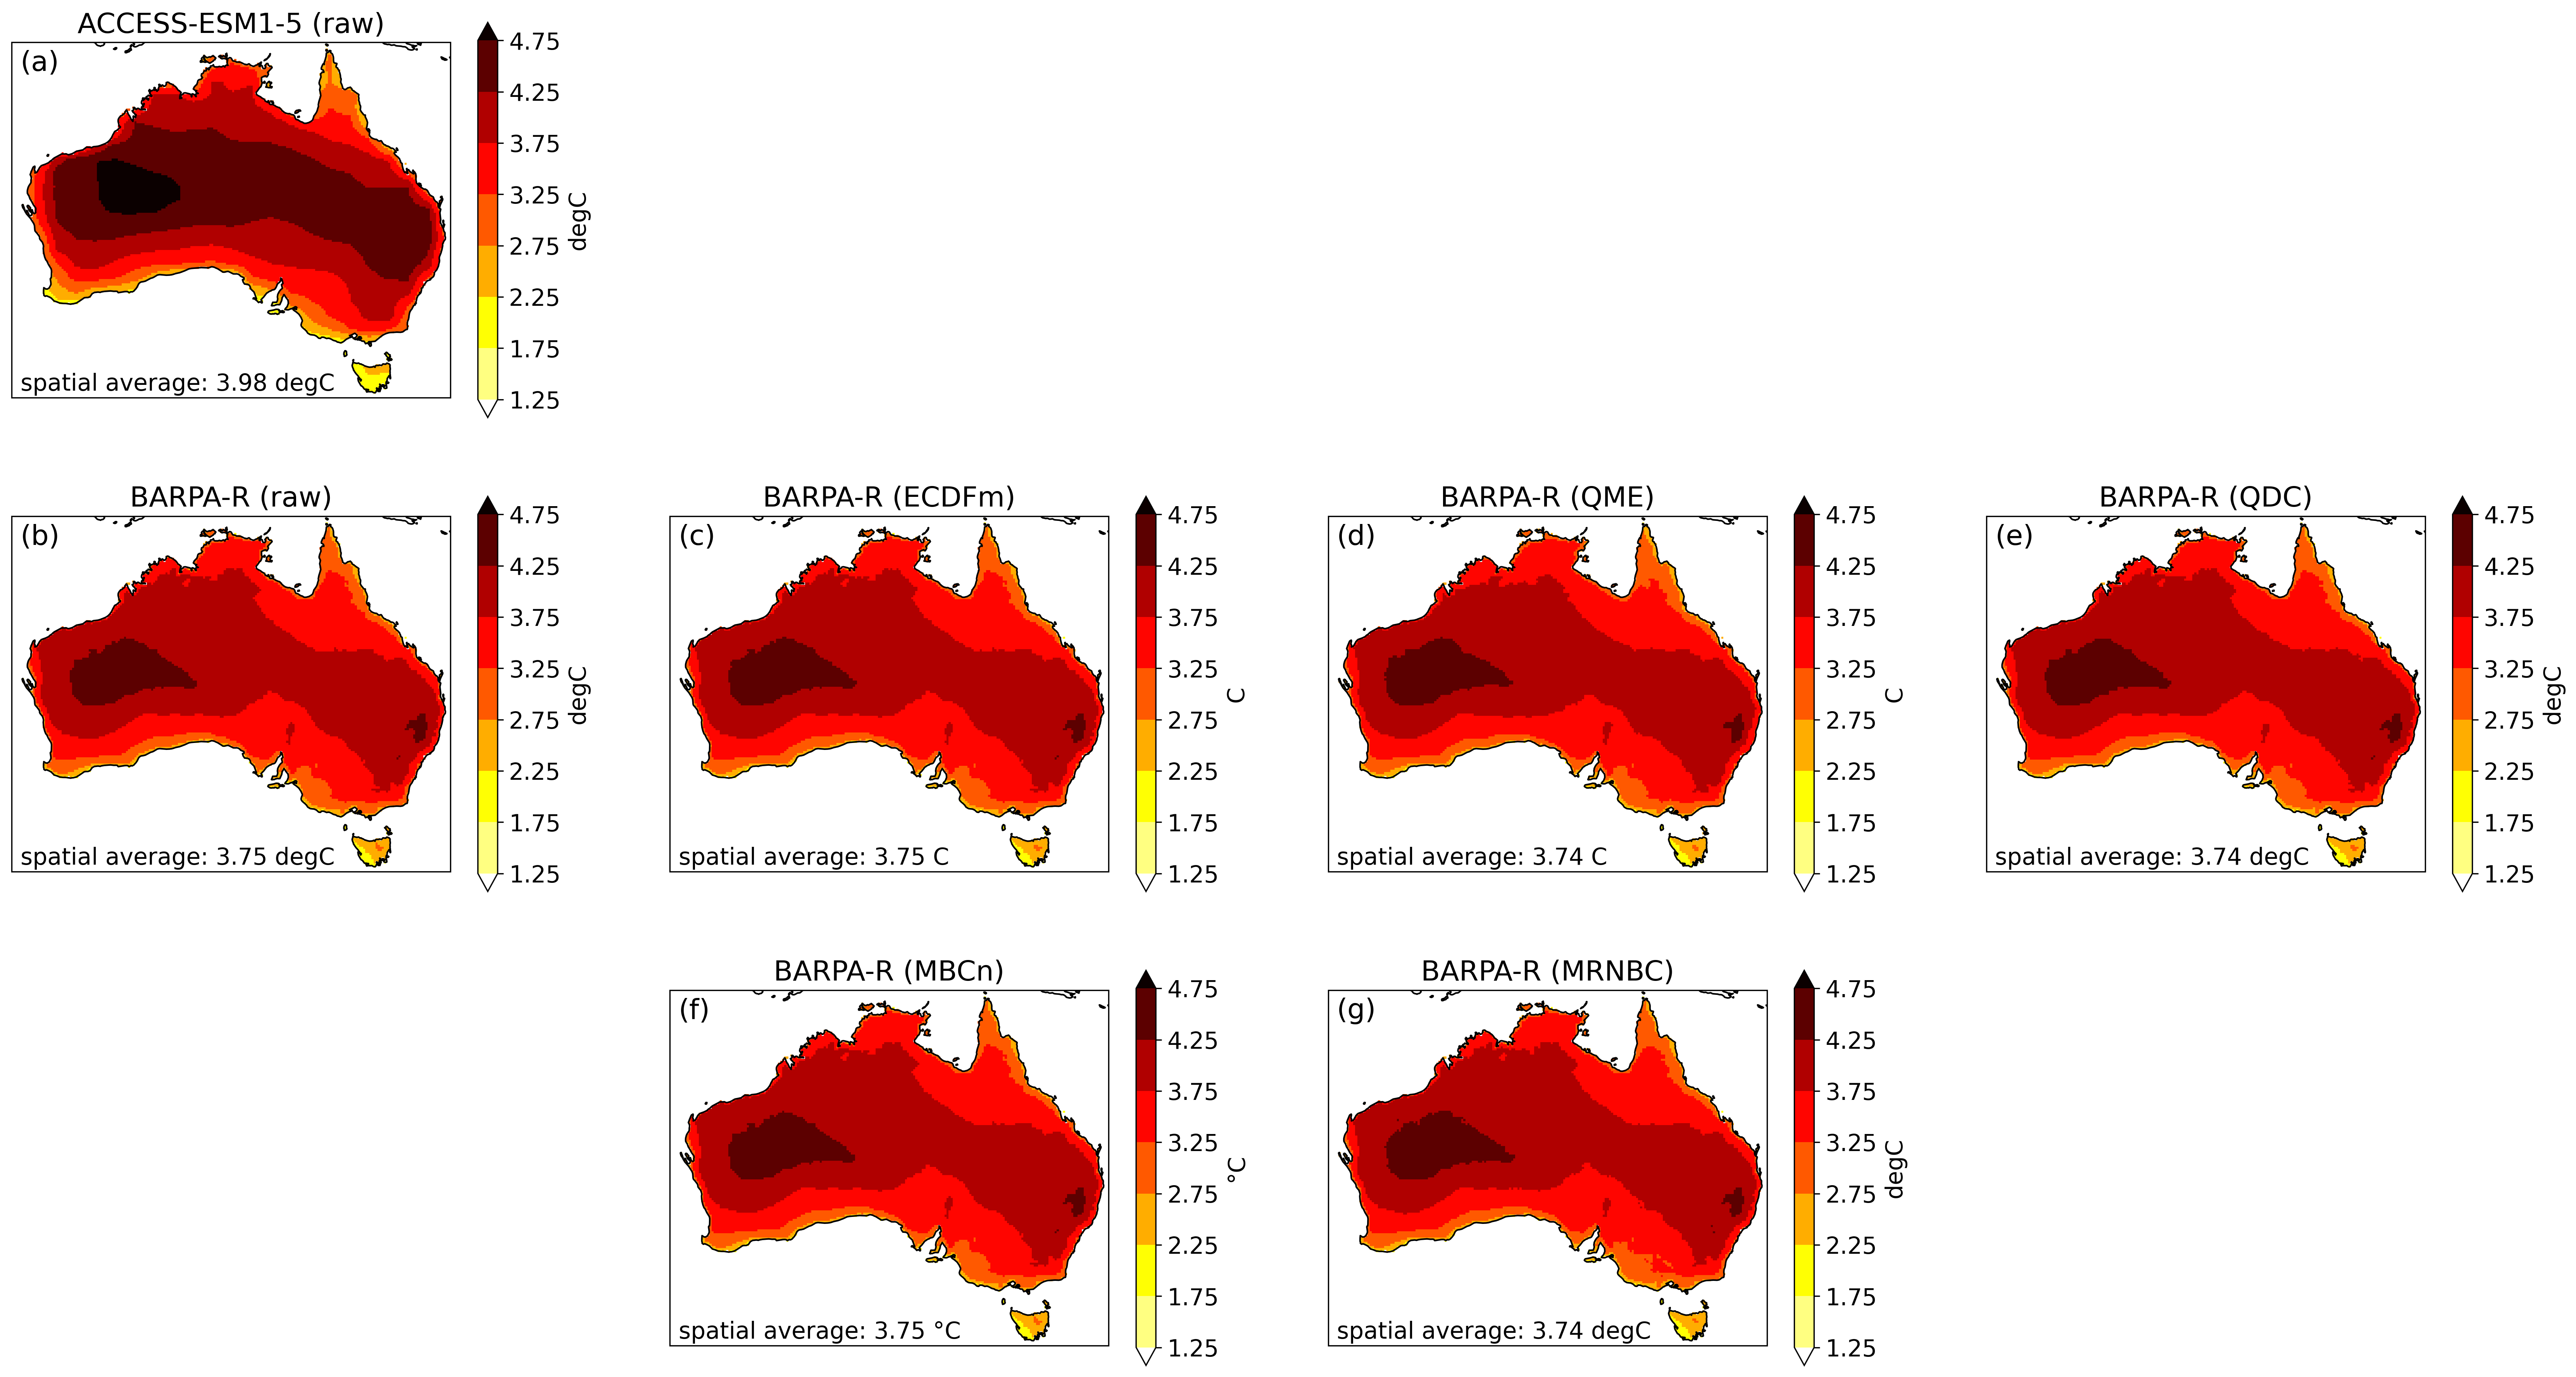 ACCESS-ESM1-5 (raw)
(a)
4.75
4.25
3.75
3.25
2.75
2.25
1.75
1.25
degC
spatial average: 3.98 degC
BARPA-R (raw)
(b)
4.75
4.25
3.75
3.25
2.75
2.25
1.75
1.25
degC
spatial average: 3.75 degC
BARPA-R (ECDFm)
(c)
4.75
4.25
3.75
3.25
2.75
2.25
1.75
1.25
C
spatial average: 3.75 C
BARPA-R (QME)
(d)
4.75
4.25
3.75
3.25
2.75
2.25
1.75
1.25
C
spatial average: 3.74 C
BARPA-R (QDC)
(e)
4.75
4.25
3.75
3.25
2.75
2.25
1.75
1.25
degC
spatial average: 3.74 degC
BARPA-R (MBCn)
(f)
4.75
4.25
3.75
3.25
2.75
2.25
1.75
1.25
°C
spatial average: 3.75 °C
BARPA-R (MRNBC)
(g)
4.75
4.25
3.75
3.25
2.75
2.25
1.75
1.25
degC
spatial average: 3.74 degC